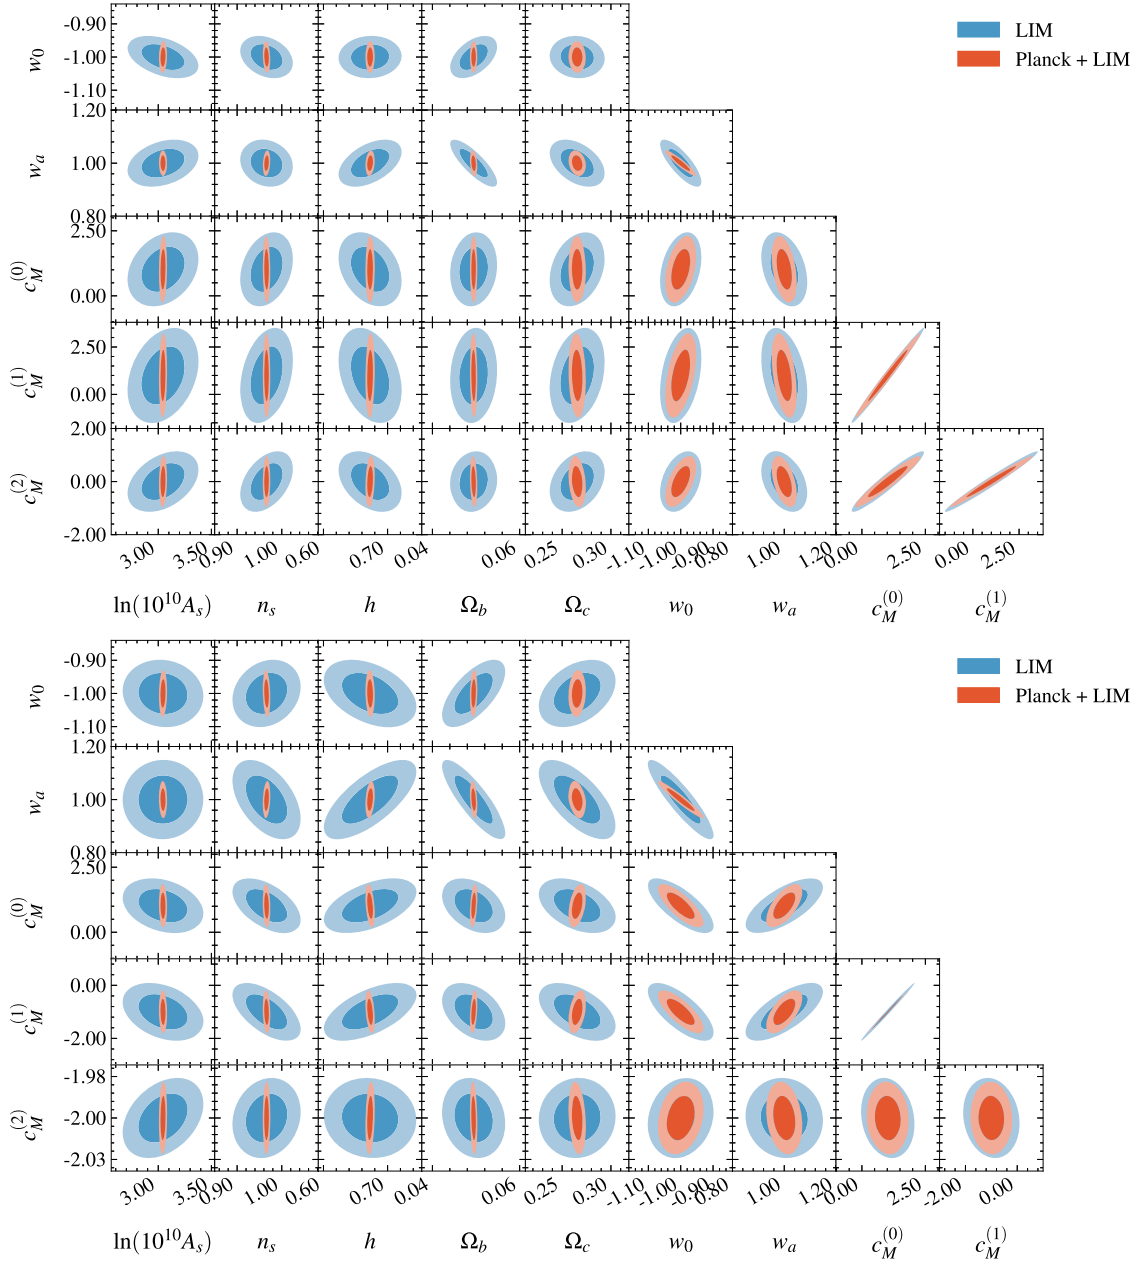 LIM
Planck + LIM
w0 -0.90 -1.00 -1.10
wa 1.20 1.00 0.80
c_M^(0) 2.50 0.00
c_M^(1) 2.50 0.00
c_M^(2) 2.00 0.00 -2.00
3.00 3.50 0.90 1.00 0.60 0.70 0.04 0.06 0.25 0.30 -1.10 -1.00 -0.90 0.80 1.00 1.20 0.00 2.50 0.00 2.50
ln(10^10 A_s) n_s h Ω_b Ω_c w_0 w_a c_M^(0) c_M^(1)
LIM
Planck + LIM
w0 -0.90 -1.00 -1.10
wa 1.20 1.00 0.80
c_M^(0) 2.50 0.00
c_M^(1) 0.00 -2.00
c_M^(2) -1.98 -2.00 -2.03
3.00 3.50 0.90 1.00 0.60 0.70 0.04 0.06 0.25 0.30 -1.10 -1.00 -0.90 0.80 1.00 1.20 0.00 2.50 -2.00 0.00
ln(10^10 A_s) n_s h Ω_b Ω_c w_0 w_a c_M^(0) c_M^(1)